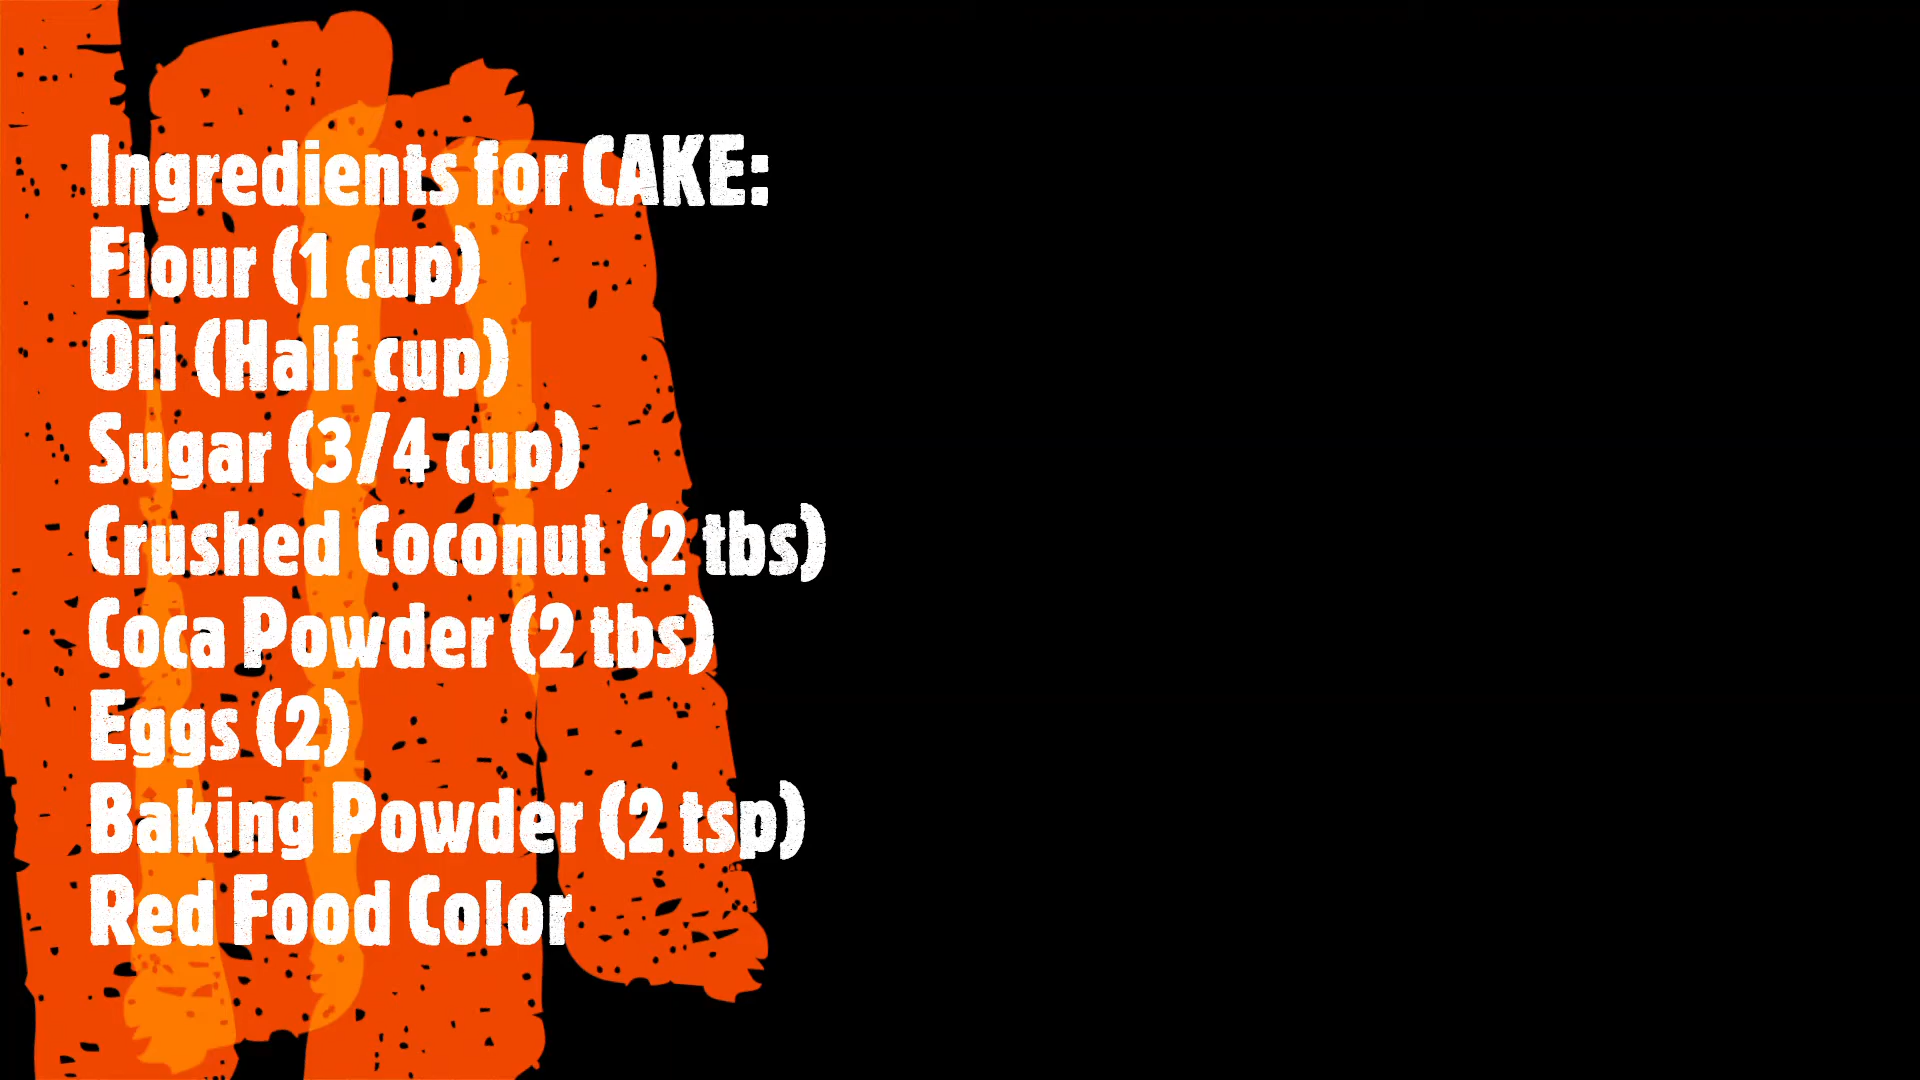 Ingredients for CAKE:
Flour (1 cup)
Oil (Half cup)
Sugar (3/4 cup)
Crushed Coconut (2 tbs)
Coca Powder (2 tbs)
Eggs (2)
Baking Powder (2 tsp)
Red Food Color